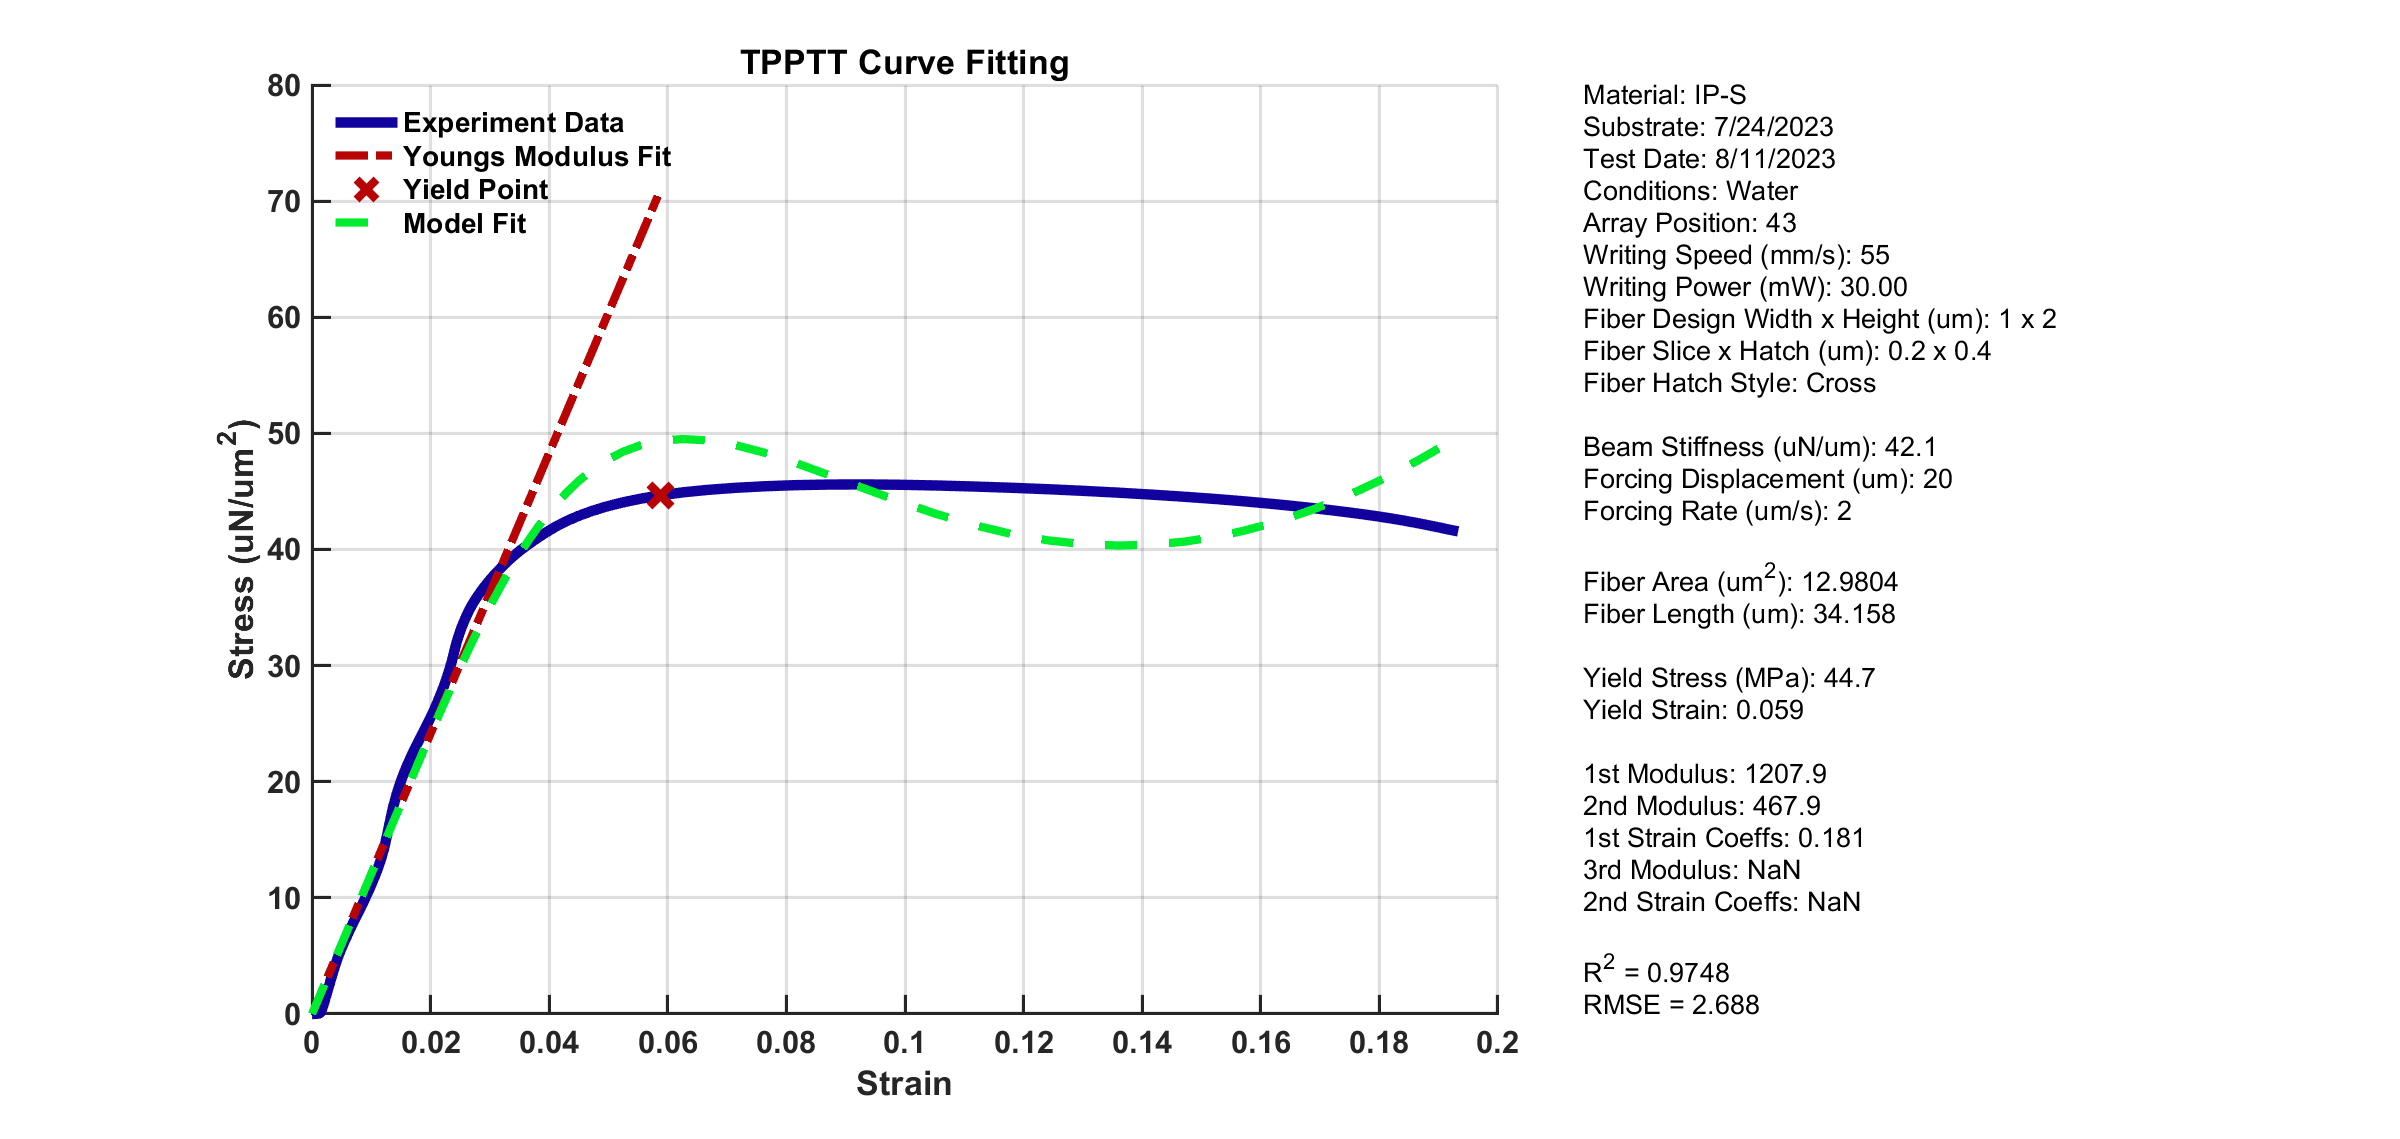 TPPTT Curve Fitting
80
70
60
50
40
30
20
10
0
Stress (uN/um²)
Experiment Data
Youngs Modulus Fit
Yield Point
Model Fit
0 0.02 0.04 0.06 0.08 0.1 0.12 0.14 0.16 0.18 0.2
Strain
Material: IP-S
Substrate: 7/24/2023
Test Date: 8/11/2023
Conditions: Water
Array Position: 43
Writing Speed (mm/s): 55
Writing Power (mW): 30.00
Fiber Design Width x Height (um): 1 x 2
Fiber Slice x Hatch (um): 0.2 x 0.4
Fiber Hatch Style: Cross
Beam Stiffness (uN/um): 42.1
Forcing Displacement (um): 20
Forcing Rate (um/s): 2
Fiber Area (um²): 12.9804
Fiber Length (um): 34.158
Yield Stress (MPa): 44.7
Yield Strain: 0.059
1st Modulus: 1207.9
2nd Modulus: 467.9
1st Strain Coeffs: 0.181
3rd Modulus: NaN
2nd Strain Coeffs: NaN
R² = 0.9748
RMSE = 2.688